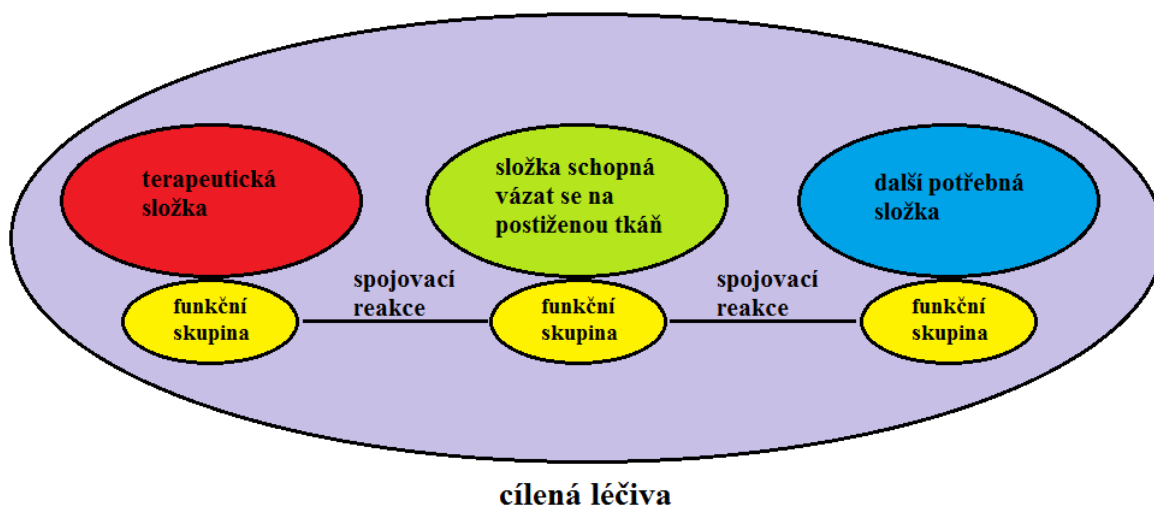 terapeutická
složka
složka schopná
vázat se na
postiženou tkáň
další potřebná
složka
funkční
skupina
spojovací
reakce
funkční
skupina
spojovací
reakce
funkční
skupina
cílená léčiva